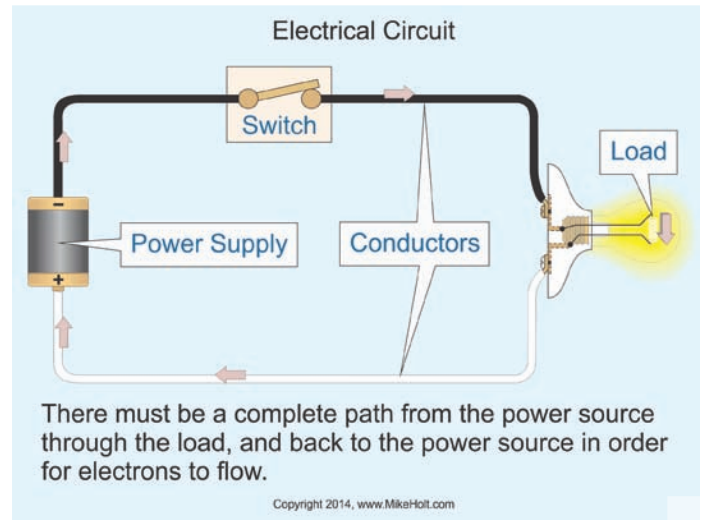 Electrical Circuit
Switch
Load
-
Power Supply
Conductors
+
There must be a complete path from the power source
through the load, and back to the power source in order
for electrons to flow.
Copyright 2014, www.MikeHolt.com